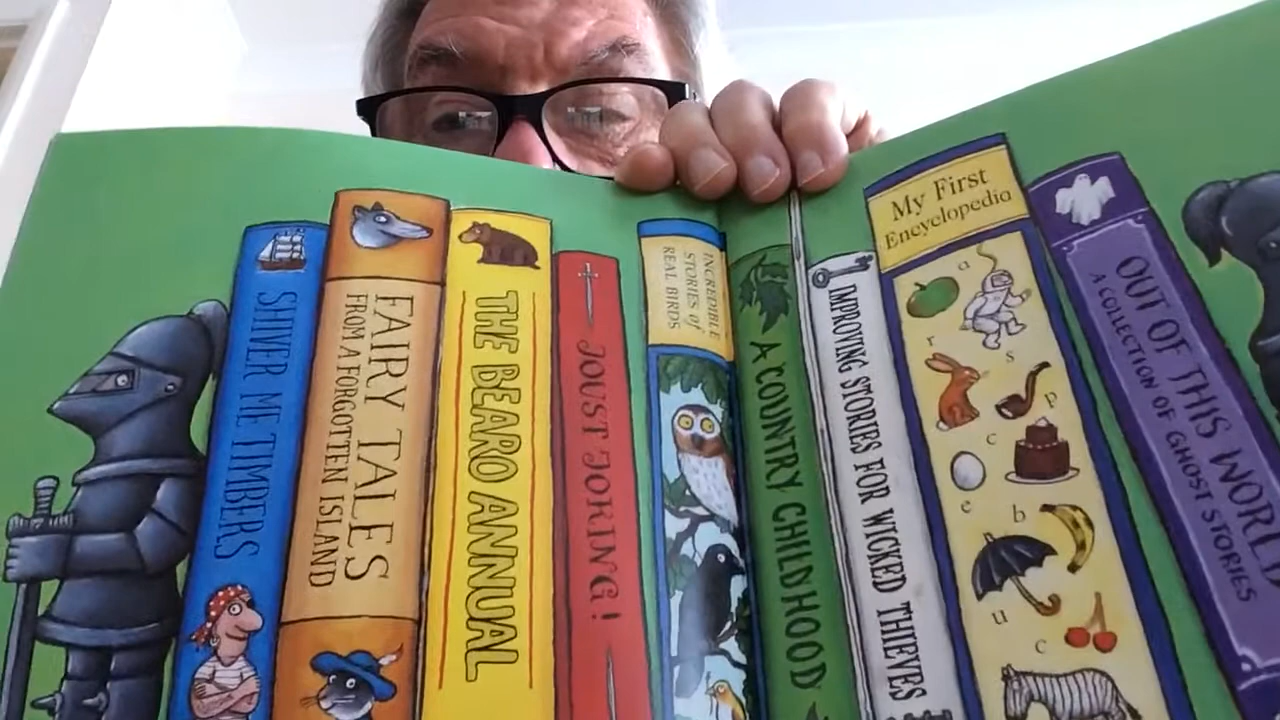 SHIVER ME TIMBERS
FAIRY TALES
FROM A FORGOTTEN ISLAND
THE BEARO ANNUAL
JOUST JOKING!
INCREDIBLE
STORIES of
REAL BIRDS
A COUNTRY CHILDHOOD
IMPROVING STORIES FOR WICKED THIEVES
My First
Encyclopedia
a
r
s
p
c
e
b
u
c
OUT OF THIS WORLD
A COLLECTION OF GHOST STORIES